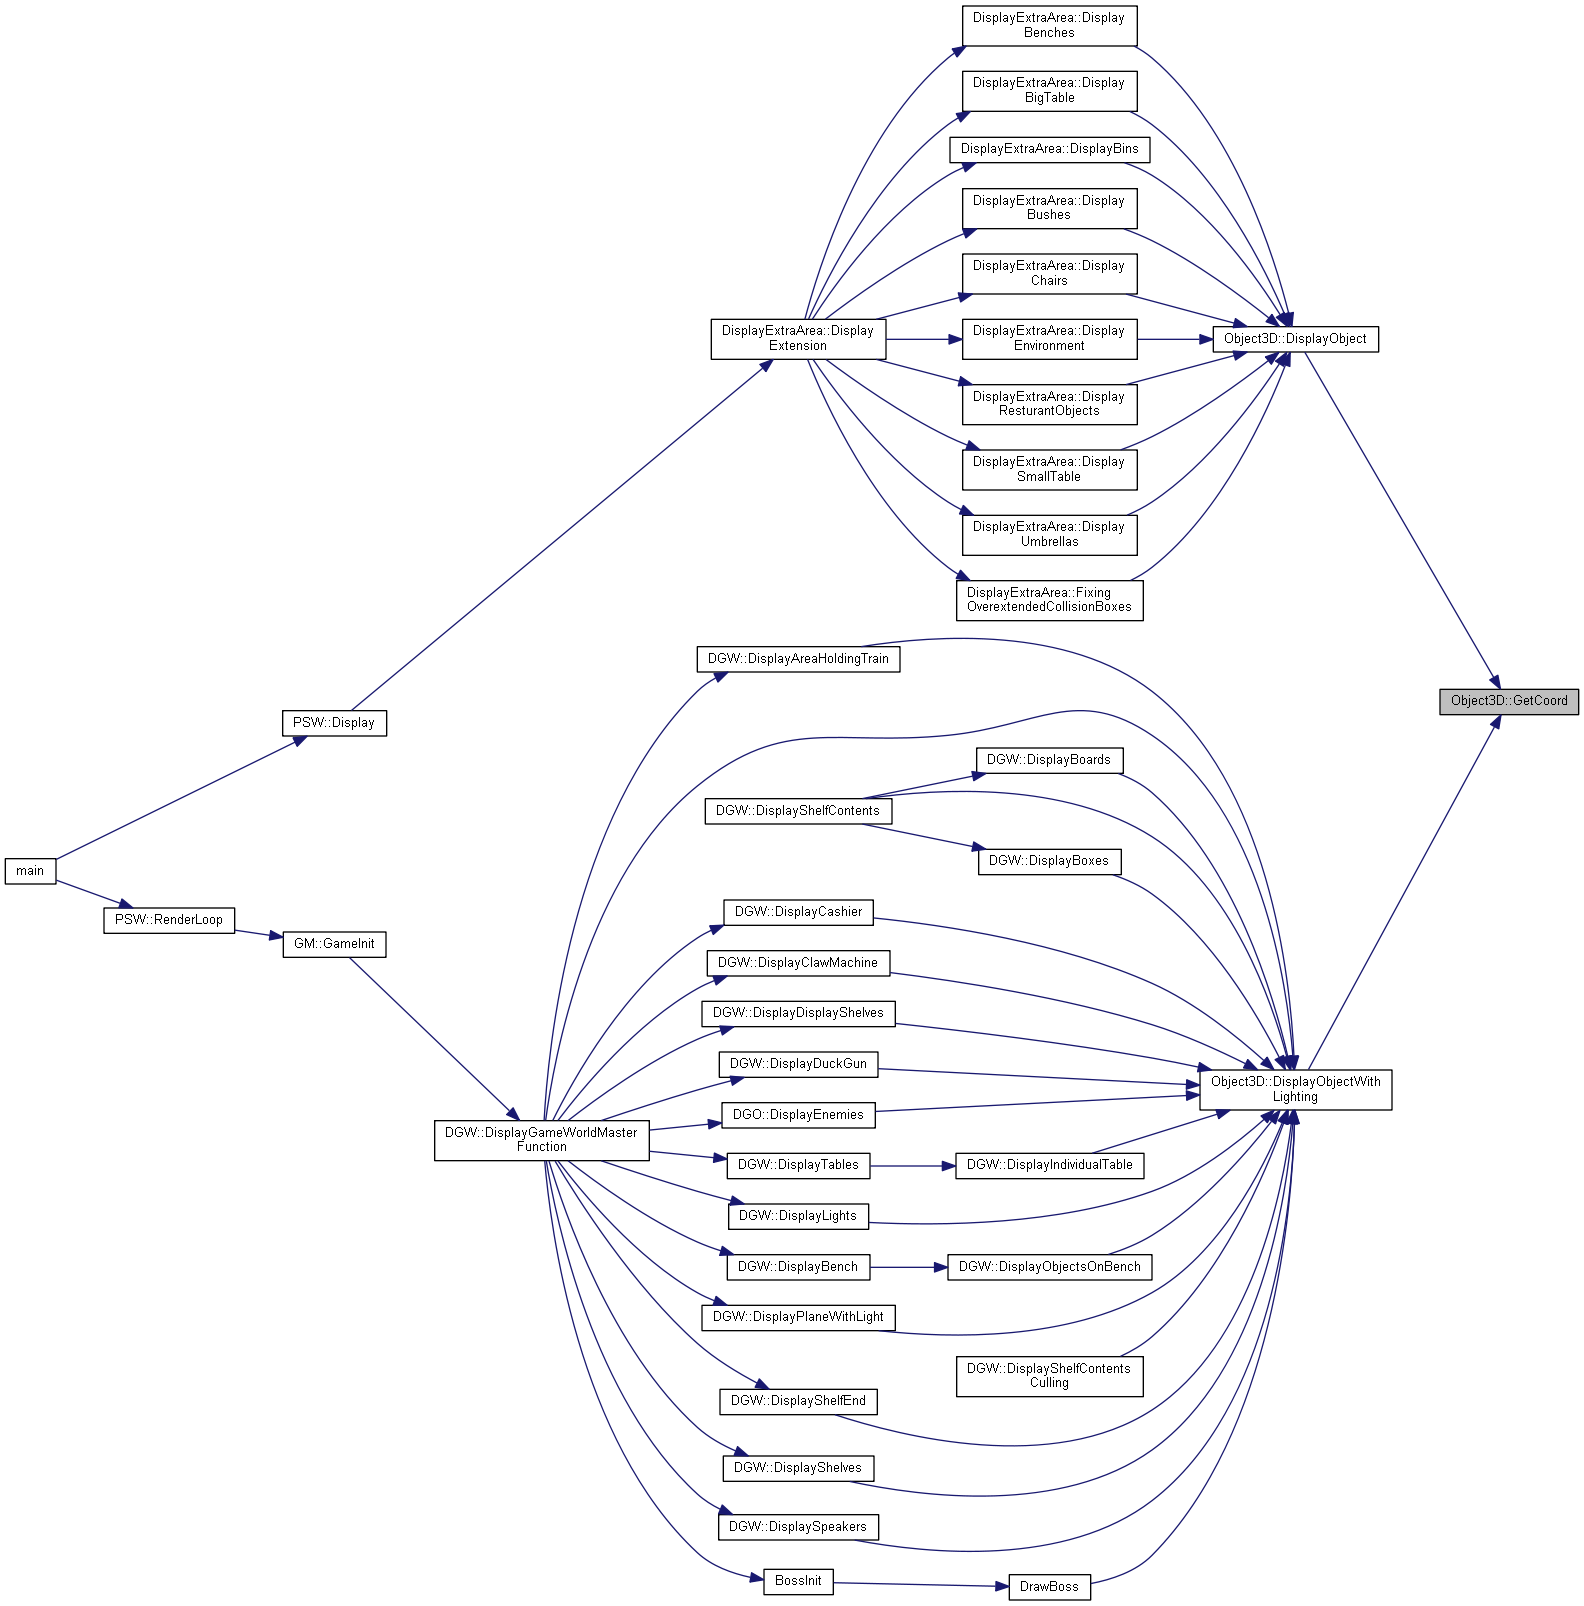 DisplayExtraArea::Display
Benches
DisplayExtraArea::Display
BigTable
DisplayExtraArea::DisplayBins
DisplayExtraArea::Display
Bushes
DisplayExtraArea::Display
Chairs
DisplayExtraArea::Display
Extension
DisplayExtraArea::Display
Environment
Object3D::DisplayObject
DisplayExtraArea::Display
ResturantObjects
DisplayExtraArea::Display
SmallTable
DisplayExtraArea::Display
Umbrellas
DisplayExtraArea::Fixing
OverextendedCollisionBoxes
DGW::DisplayAreaHoldingTrain
Object3D::GetCoord
PSW::Display
DGW::DisplayBoards
DGW::DisplayShelfContents
DGW::DisplayBoxes
main
PSW::RenderLoop
DGW::DisplayCashier
GM::GameInit
DGW::DisplayClawMachine
DGW::DisplayDisplayShelves
DGW::DisplayDuckGun
Object3D::DisplayObjectWith
Lighting
DGO::DisplayEnemies
DGW::DisplayGameWorldMaster
Function
DGW::DisplayTables
DGW::DisplayIndividualTable
DGW::DisplayLights
DGW::DisplayBench
DGW::DisplayObjectsOnBench
DGW::DisplayPlaneWithLight
DGW::DisplayShelfContents
Culling
DGW::DisplayShelfEnd
DGW::DisplayShelves
DGW::DisplaySpeakers
BossInit
DrawBoss